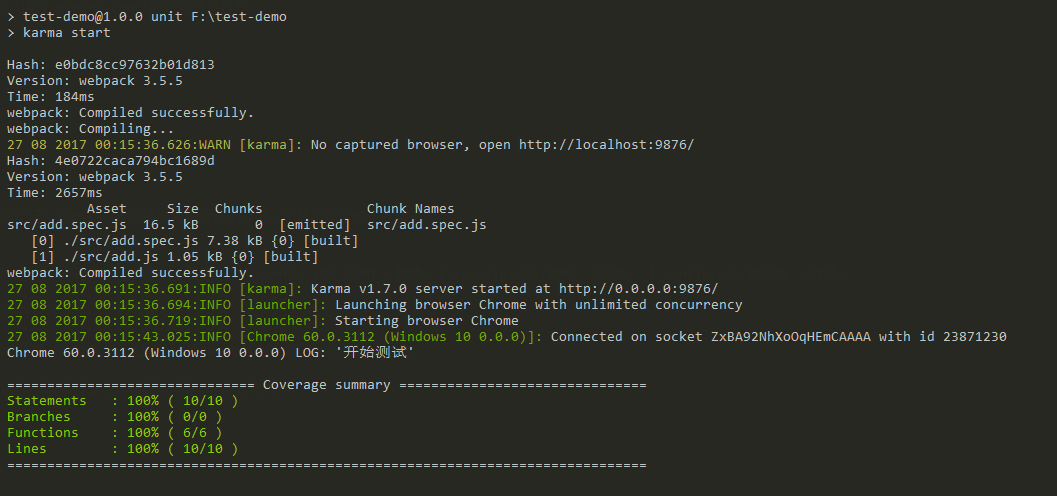 > test-demo@1.0.0 unit F:\test-demo
> karma start
Hash: e0bdc8cc97632b01d813
Version: webpack 3.5.5
Time: 184ms
webpack: Compiled successfully.
webpack: Compiling...
27 08 2017 00:15:36.626:WARN [karma]: No captured browser, open http://localhost:9876/
Hash: 4e0722caca794bc1689d
Version: webpack 3.5.5
Time: 2657ms
Asset Size Chunks Chunk Names
src/add.spec.js 16.5 kB 0 [emitted] src/add.spec.js
[0] ./src/add.spec.js 7.38 kB {0} [built]
[1] ./src/add.js 1.05 kB {0} [built]
webpack: Compiled successfully.
27 08 2017 00:15:36.691:INFO [karma]: Karma v1.7.0 server started at http://0.0.0.0:9876/
27 08 2017 00:15:36.694:INFO [launcher]: Launching browser Chrome with unlimited concurrency
27 08 2017 00:15:36.719:INFO [launcher]: Starting browser Chrome
27 08 2017 00:15:43.025:INFO [Chrome 60.0.3112 (Windows 10 0.0.0)]: Connected on socket ZxBA92NhXoOqHEmCAAAA with id 23871230
Chrome 60.0.3112 (Windows 10 0.0.0) LOG: '开始测试'
=============================== Coverage summary ===============================
Statements : 100% ( 10/10 )
Branches : 100% ( 0/0 )
Functions : 100% ( 6/6 )
Lines : 100% ( 10/10 )
================================================================================